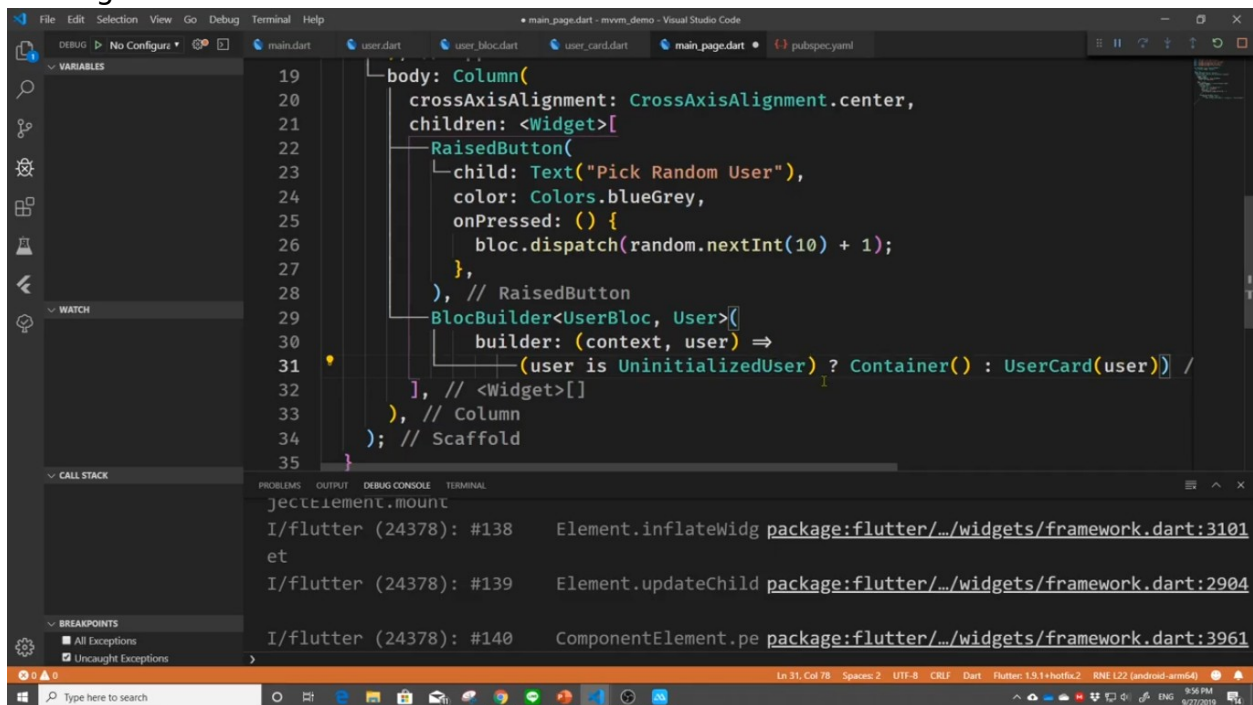 File Edit Selection View Go Debug Terminal Help
• main_page.dart - mvvm_demo - Visual Studio Code
DEBUG No Configura
main.dart user.dart user_bloc.dart user_card.dart main_page.dart pubspec.yaml
VARIABLES
19 body: Column(
20 crossAxisAlignment: CrossAxisAlignment.center,
21 children: <Widget>[
22 RaisedButton(
23 child: Text("Pick Random User"),
24 color: Colors.blueGrey,
25 onPressed: () {
26 bloc.dispatch(random.nextInt(10) + 1);
27 },
28 ), // RaisedButton
WATCH
29 BlocBuilder<UserBloc, User>(
30 builder: (context, user) ⇒
31 (user is UninitializedUser) ? Container() : UserCard(user)) /
32 ], // <Widget>[]
33 ), // Column
34 ); // Scaffold
35 }
CALL STACK
PROBLEMS OUTPUT DEBUG CONSOLE TERMINAL
jectElement.mount
I/flutter (24378): #138 Element.inflateWidg package:flutter/…/widgets/framework.dart:3101
et
I/flutter (24378): #139 Element.updateChild package:flutter/…/widgets/framework.dart:2904
BREAKPOINTS
All Exceptions
I/flutter (24378): #140 ComponentElement.pe package:flutter/…/widgets/framework.dart:3961
Uncaught Exceptions
0 0
Ln 31, Col 78 Spaces: 2 UTF-8 CRLF Dart Flutter: 1.9.1+hotfix.2 RNE L22 (android-arm64)
Type here to search
ENG 9:56 PM
9/27/2019